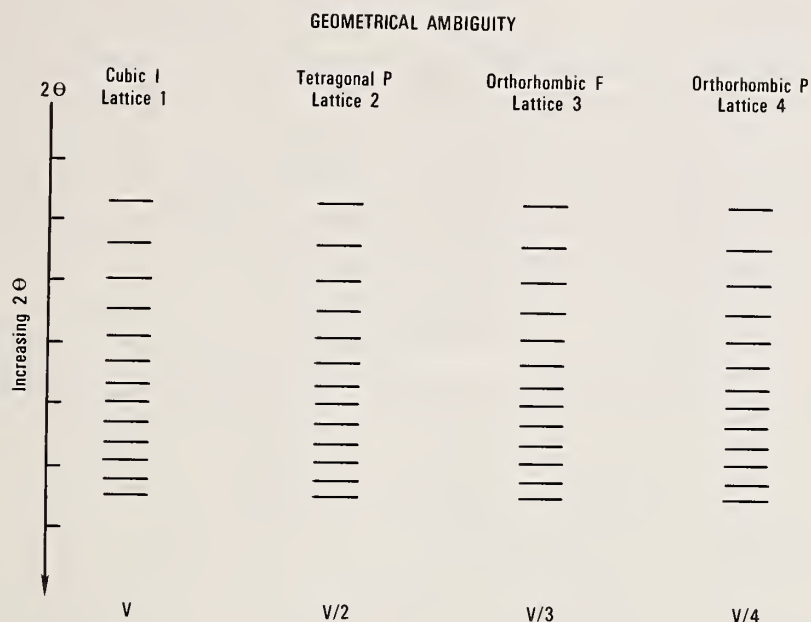 GEOMETRICAL AMBIGUITY
2Θ
Cubic I
Lattice 1
Tetragonal P
Lattice 2
Orthorhombic F
Lattice 3
Orthorhombic P
Lattice 4
Increasing 2Θ
V
V/2
V/3
V/4